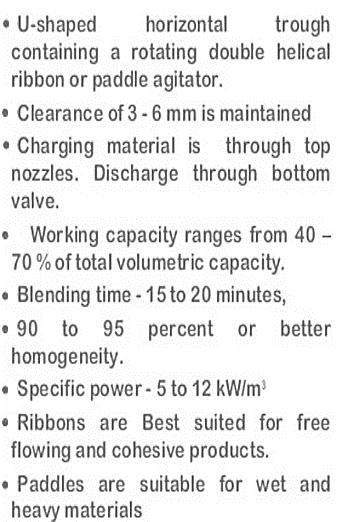 • U-shaped horizontal trough
containing a rotating double helical
ribbon or paddle agitator.
• Clearance of 3 - 6 mm is maintained
• Charging material is through top
nozzles. Discharge through bottom
valve.
• Working capacity ranges from 40 –
70 % of total volumetric capacity.
• Blending time - 15 to 20 minutes,
• 90 to 95 percent or better
homogeneity.
• Specific power - 5 to 12 kW/m³
• Ribbons are Best suited for free
flowing and cohesive products.
• Paddles are suitable for wet and
heavy materials